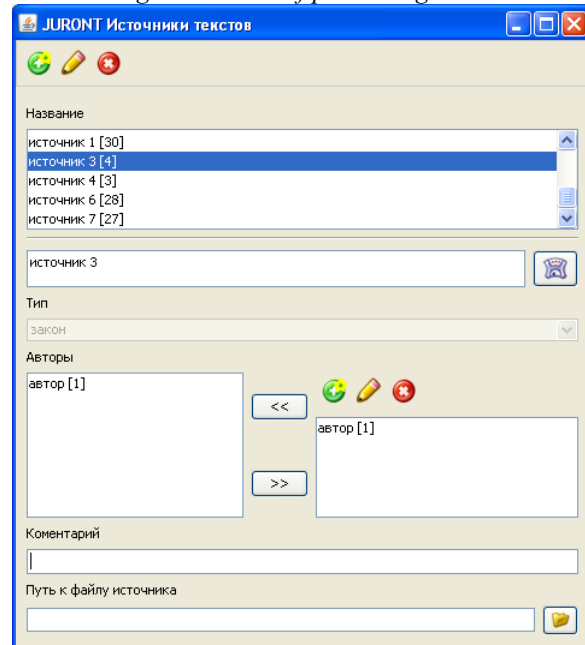 JURONT Источники текстов
Название
источник 1 [30]
источник 3 [4]
источник 4 [3]
источник 6 [28]
источник 7 [27]
источник 3
Тип
закон
Авторы
автор [1]
<<
автор [1]
>>
Коментарий
Путь к файлу источника